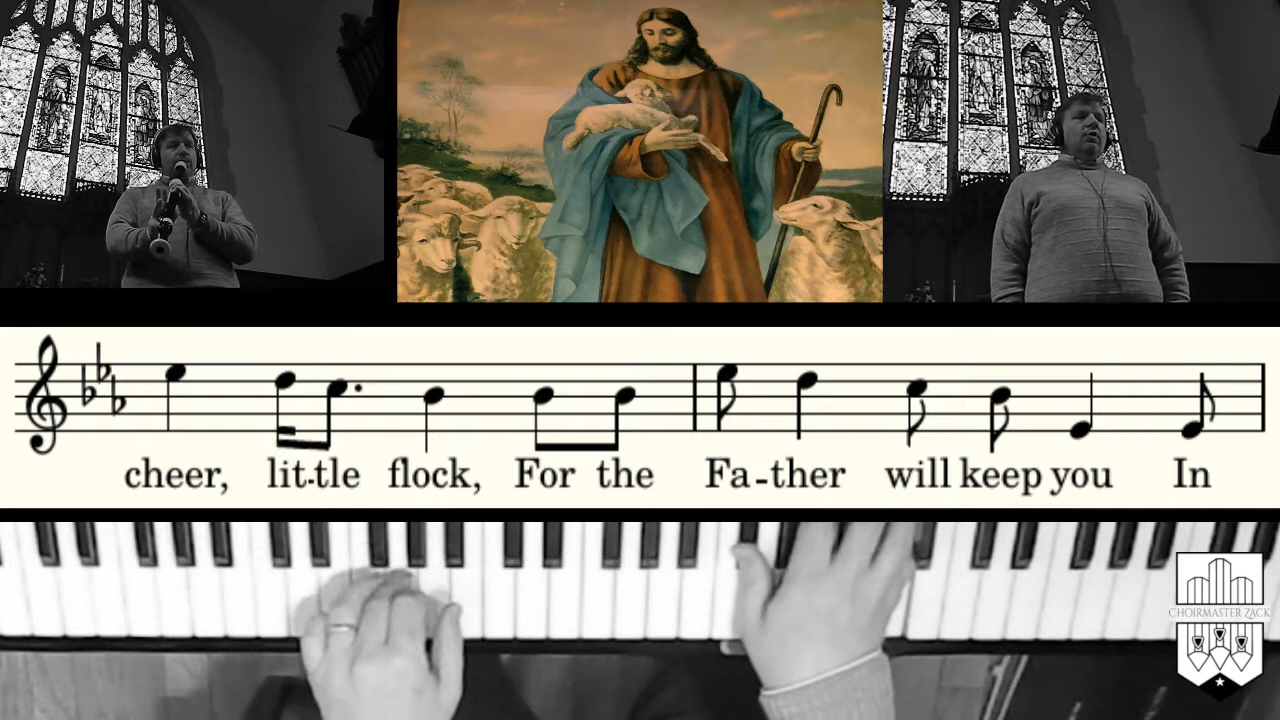 cheer, lit-tle flock, For the Fa-ther will keep you In
CHOIRMASTER ZACK